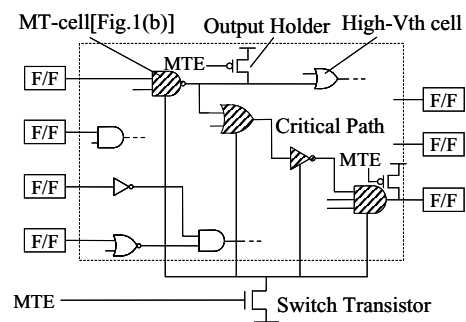 MT-cell[Fig.1(b)]
Output Holder
High-Vth cell
MTE
F/F
F/F
F/F
Critical Path
F/F
MTE
F/F
F/F
F/F
MTE
Switch Transistor